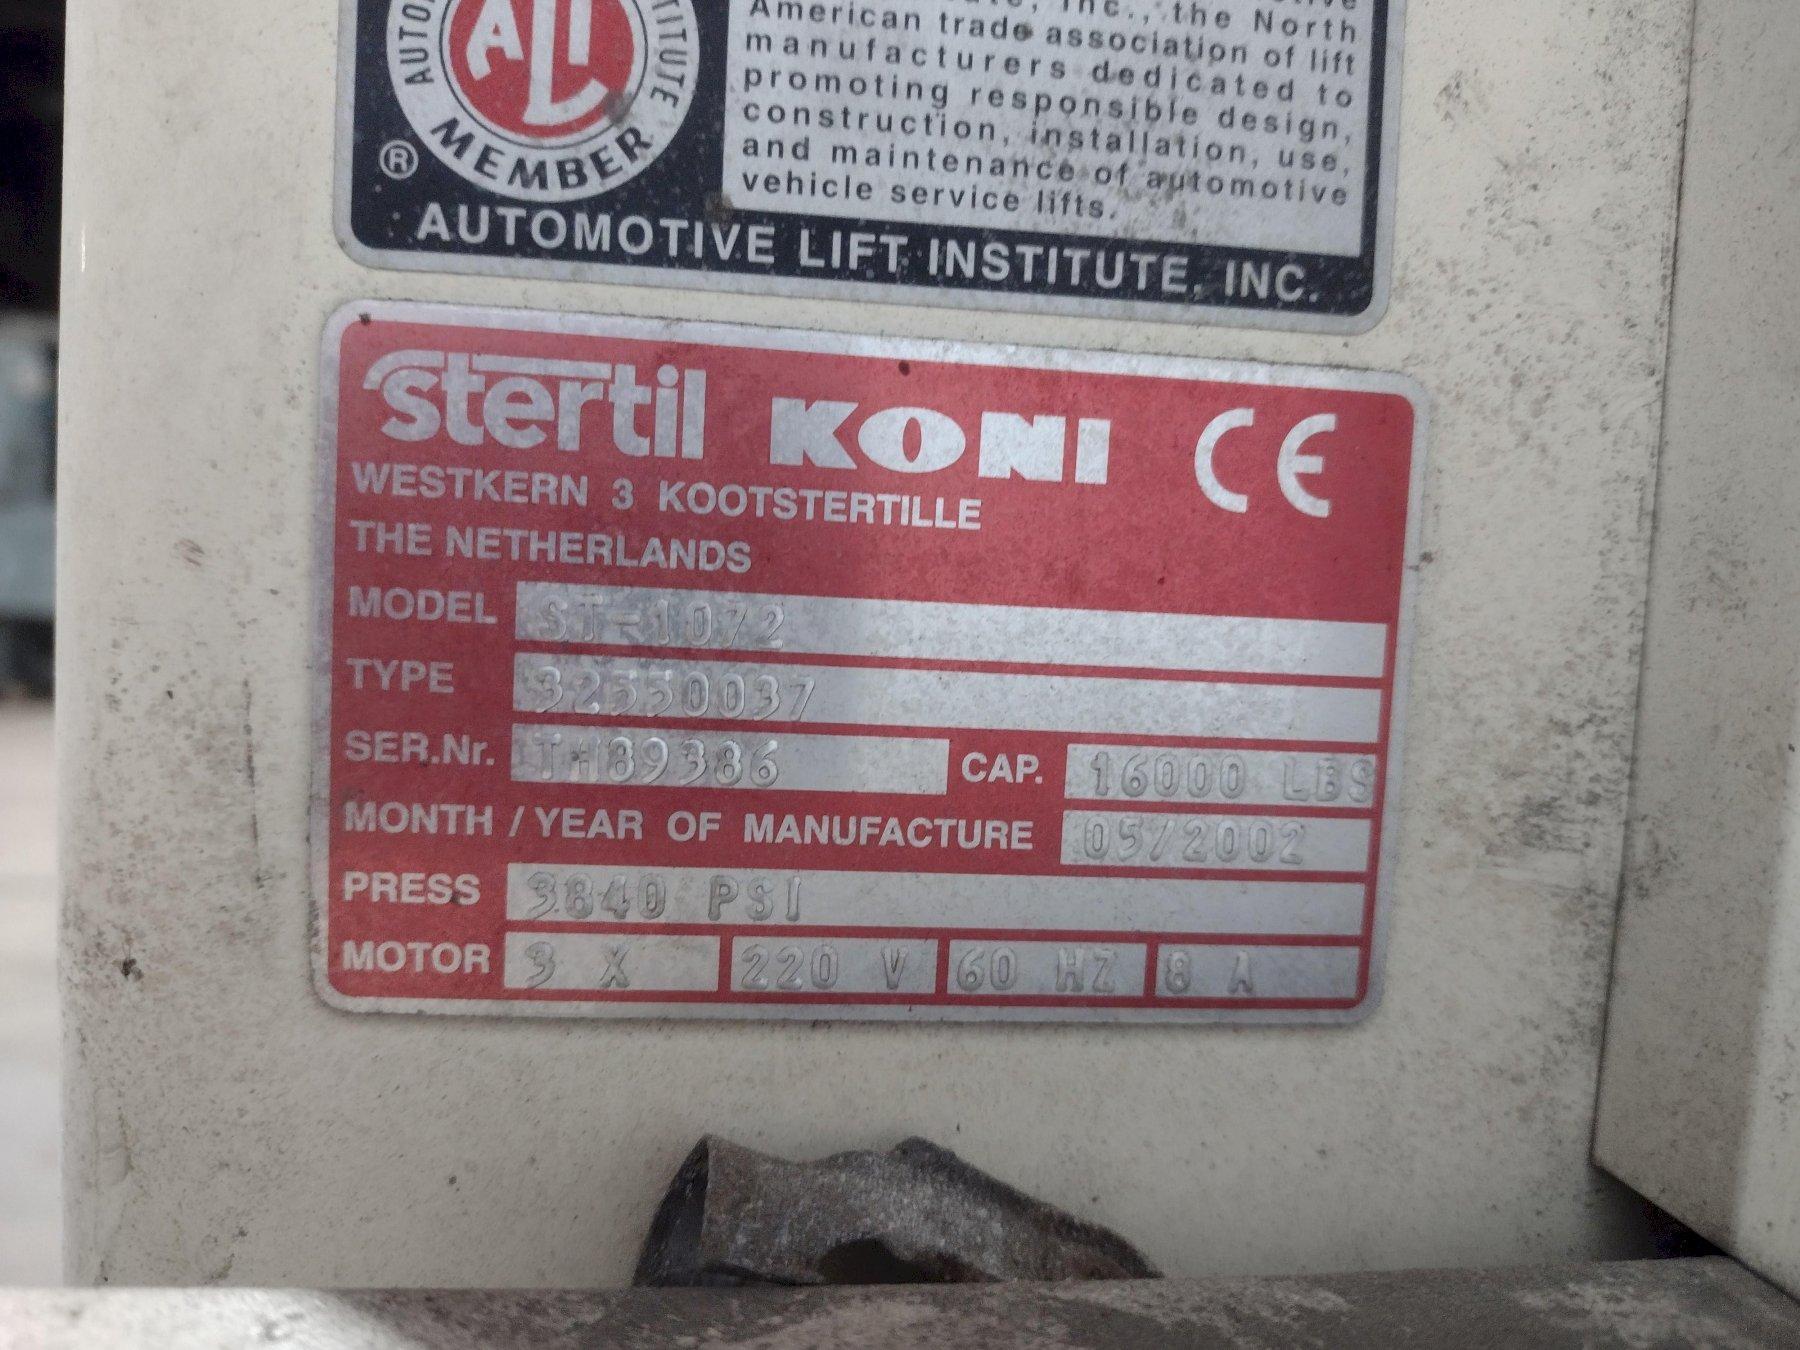 ALI
MEMBER
®
Inc., the North
American trade association of lift
manufacturers dedicated to
promoting responsible design,
construction, installation, use,
and maintenance of automotive
vehicle service lifts.
AUTOMOTIVE LIFT INSTITUTE, INC.
Stertil KONI CE
WESTKERN 3 KOOTSTERTILLE
THE NETHERLANDS
MODEL ST-1072
TYPE 32550037
SER.Nr. TH89386 CAP. 16000 LBS
MONTH / YEAR OF MANUFACTURE 05/2002
PRESS 3840 PSI
MOTOR 3 X 220 V 60 HZ 8 A